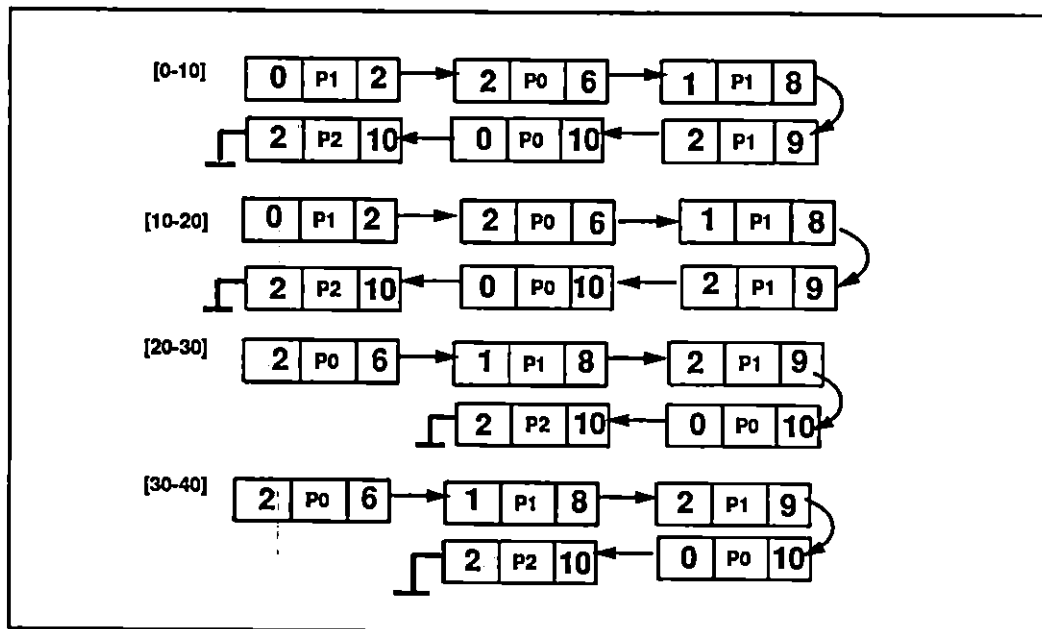 [0-10] 0 P1 2 2 P0 6 1 P1 8
2 P2 10 0 P0 10 2 P1 9
[10-20] 0 P1 2 2 P0 6 1 P1 8
2 P2 10 0 P0 10 2 P1 9
[20-30] 2 P0 6 1 P1 8 2 P1 9
2 P2 10 0 P0 10
[30-40] 2 P0 6 1 P1 8 2 P1 9
2 P2 10 0 P0 10